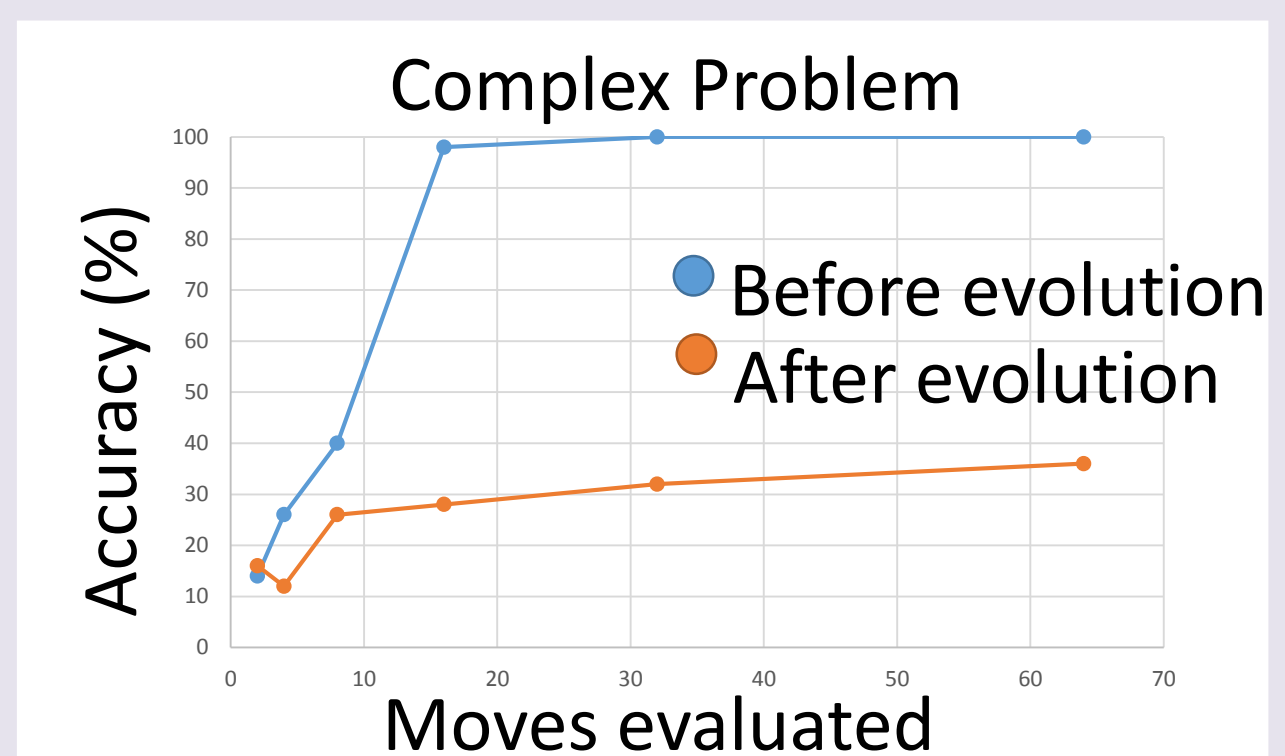 Complex Problem
100
90
80
70
60
50
40
30
20
10
0
Accuracy (%)
Before evolution
After evolution
0 10 20 30 40 50 60 70
Moves evaluated